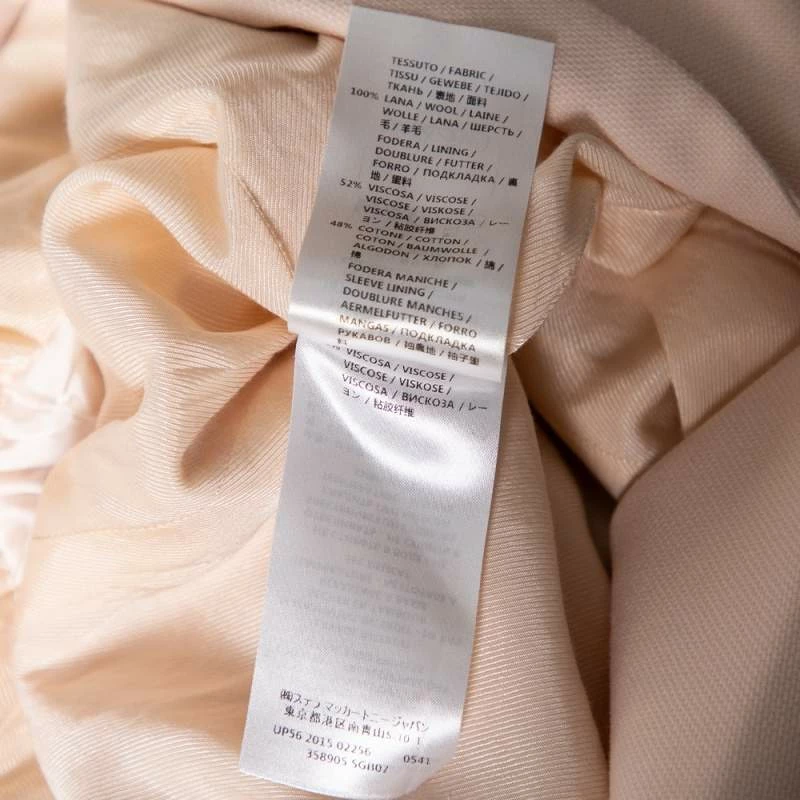 TESSUTO / FABRIC /
TISSU / GEWEBE / TEJIDO /
ТКАНЬ / 裏地 / 面料
100% LANA / WOOL / LAINE /
WOLLE / LANA / ШЕРСТЬ /
毛 / 羊毛
FODERA / LINING /
DOUBLURE / FUTTER /
FORRO / ПОДКЛАДКА / 裏
地 / 里料
52% VISCOSA / VISCOSE /
VISCOSE / VISKOSE /
VISCOSA / ВИСКОЗА / レー
ヨン / 粘胶纤维
48% COTONE / COTTON /
COTON / BAUMWOLLE /
ALGODON / ХЛОПОК / 綿 /
棉
FODERA MANICHE /
SLEEVE LINING /
DOUBLURE MANCHES /
AERMELFUTTER / FORRO
MANGAS / ПОДКЛАДКА
РУКАВОВ / 袖裏地 / 袖子里
料
VISCOSA / VISCOSE /
VISCOSE / VISKOSE /
VISCOSA / ВИСКОЗА / レー
ヨン / 粘胶纤维
㈱ステラマッカートニージャパン
東京都港区南青山5-10
UP56 2015 02256 0541
358905 SGB02